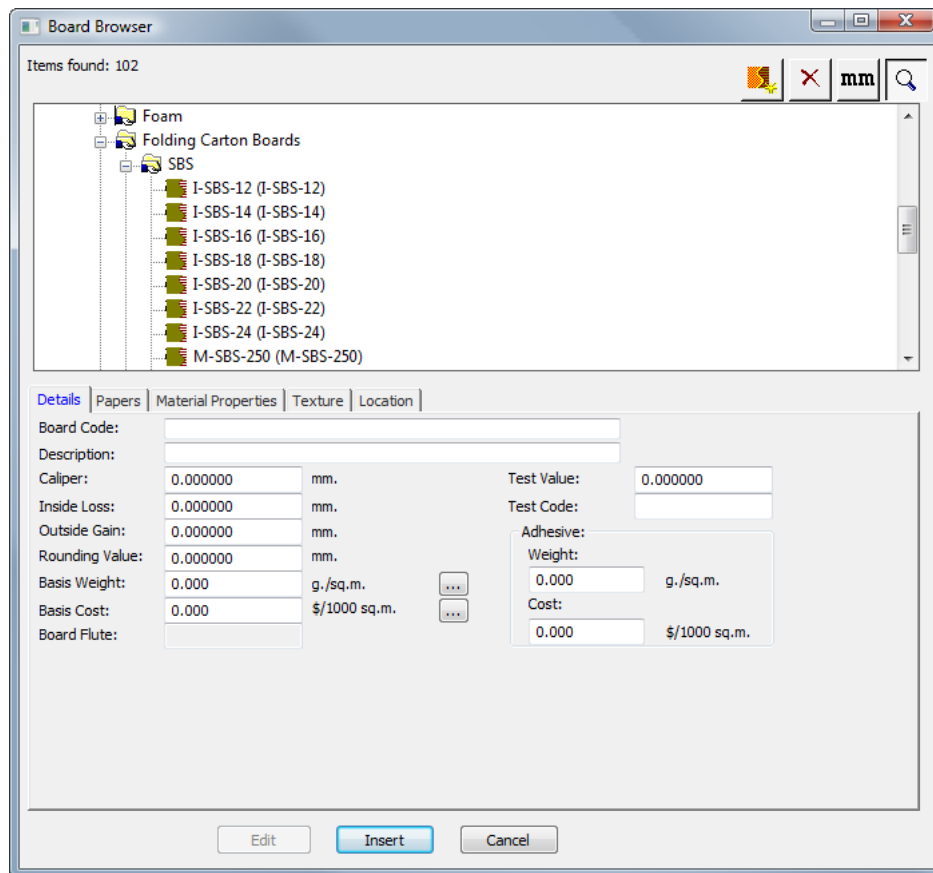 Board Browser
Items found: 102
mm
Foam
Folding Carton Boards
SBS
I-SBS-12 (I-SBS-12)
I-SBS-14 (I-SBS-14)
I-SBS-16 (I-SBS-16)
I-SBS-18 (I-SBS-18)
I-SBS-20 (I-SBS-20)
I-SBS-22 (I-SBS-22)
I-SBS-24 (I-SBS-24)
M-SBS-250 (M-SBS-250)
Details Papers Material Properties Texture Location
Board Code:
Description:
Caliper: 0.000000 mm. Test Value: 0.000000
Inside Loss: 0.000000 mm. Test Code:
Outside Gain: 0.000000 mm. Adhesive:
Rounding Value: 0.000000 mm. Weight:
Basis Weight: 0.000 g./sq.m. ... 0.000 g./sq.m.
Basis Cost: 0.000 $/1000 sq.m. ... Cost:
Board Flute: 0.000 $/1000 sq.m.
Edit Insert Cancel